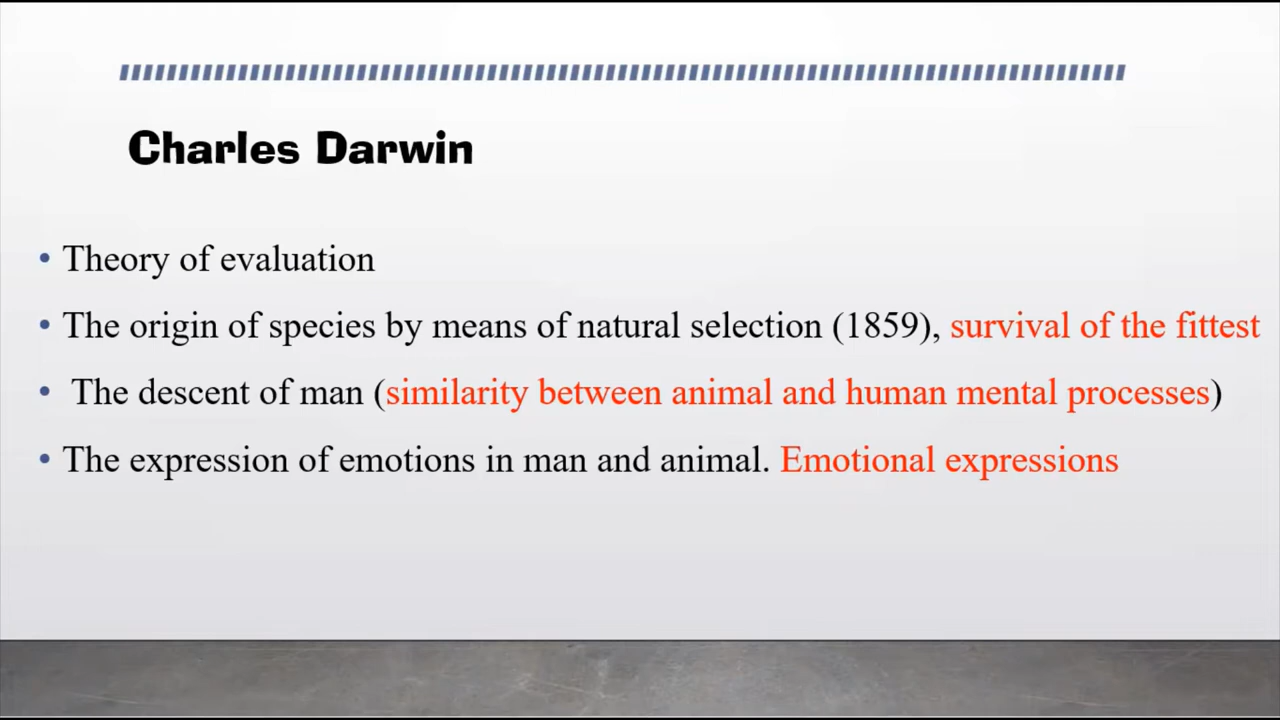 Charles Darwin
• Theory of evaluation
• The origin of species by means of natural selection (1859), survival of the fittest
• The descent of man (similarity between animal and human mental processes)
• The expression of emotions in man and animal. Emotional expressions